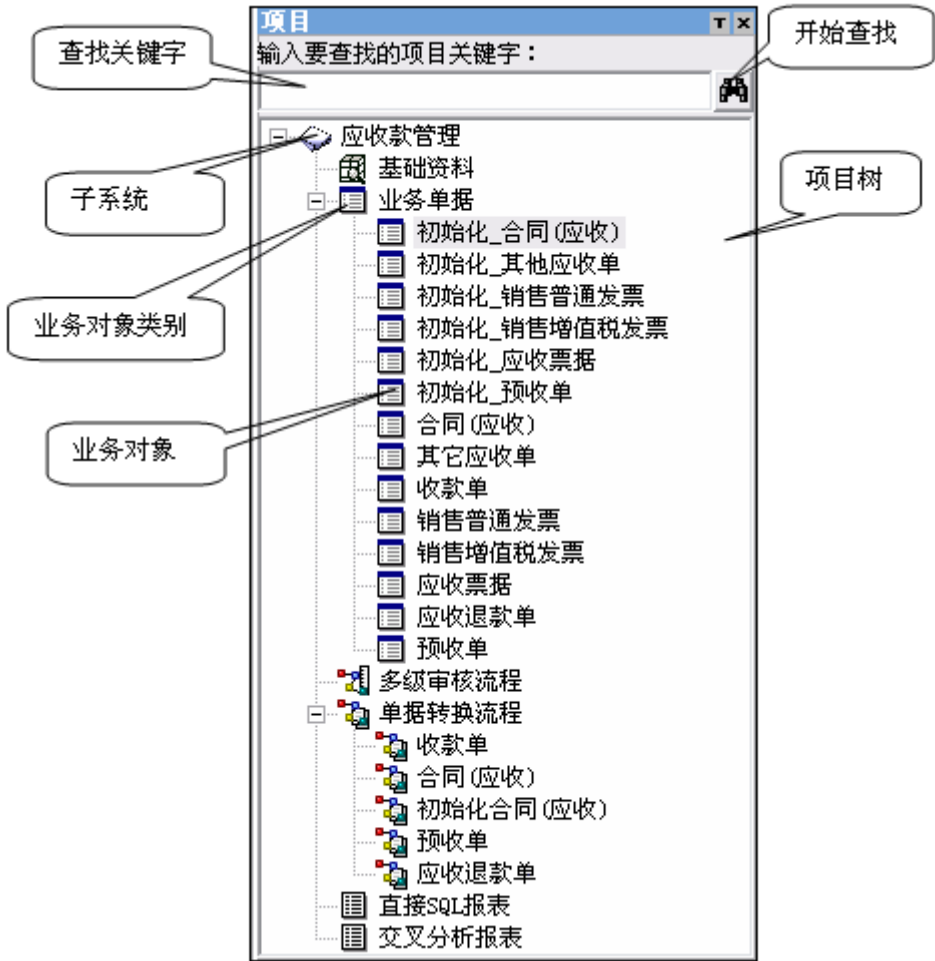 项目
开始查找
查找关键字
输入要查找的项目关键字：
应收款管理
基础资料
子系统
业务单据
项目树
初始化_合同(应收)
初始化_其他应收单
初始化_销售普通发票
业务对象类别
初始化_销售增值税发票
初始化_应收票据
初始化_预收单
合同(应收)
业务对象
其它应收单
收款单
销售普通发票
销售增值税发票
应收票据
应收退款单
预收单
多级审核流程
单据转换流程
收款单
合同(应收)
初始化合同(应收)
预收单
应收退款单
直接SQL报表
交叉分析报表